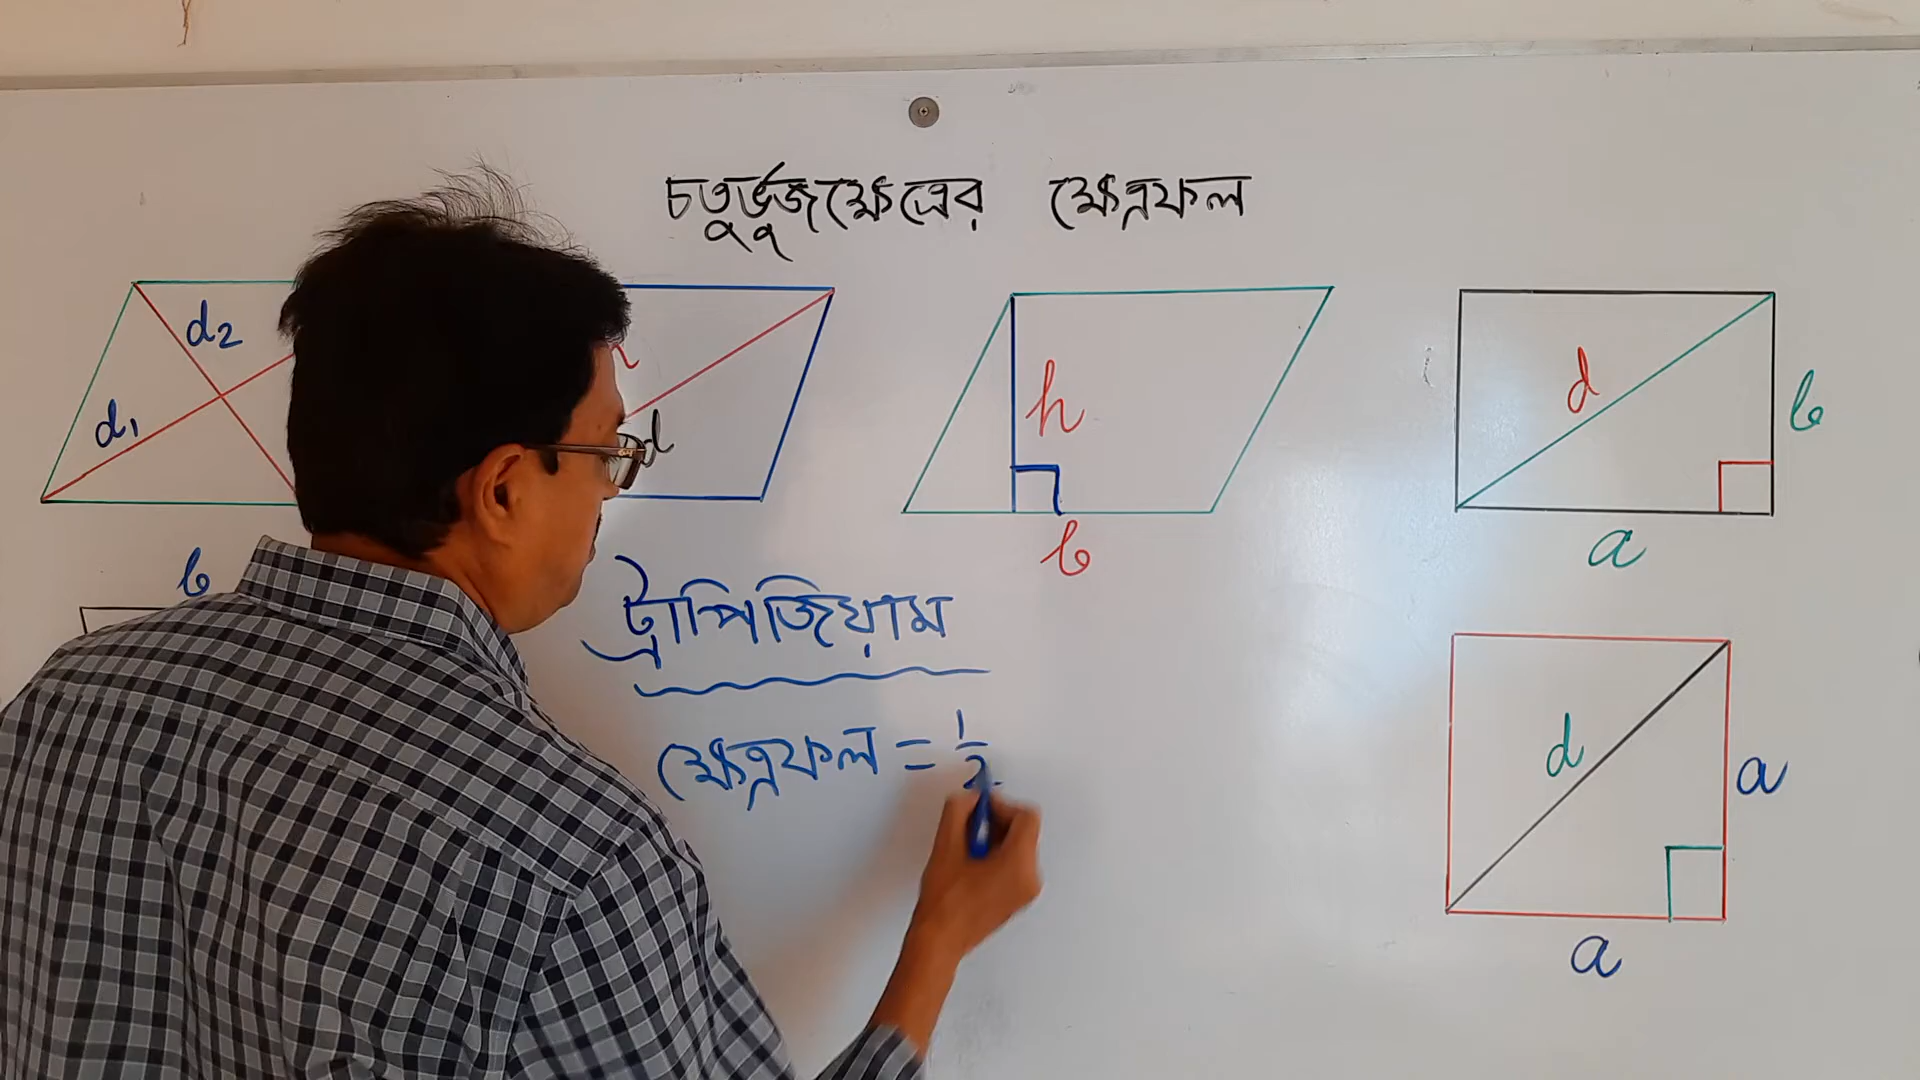 চতুর্ভুজক্ষেত্রের ক্ষেত্রফল
d₂
d₁
d
h
b
d
b
a
b
ট্রাপিজিয়াম
ক্ষেত্রফল = 1/2
d
a
a